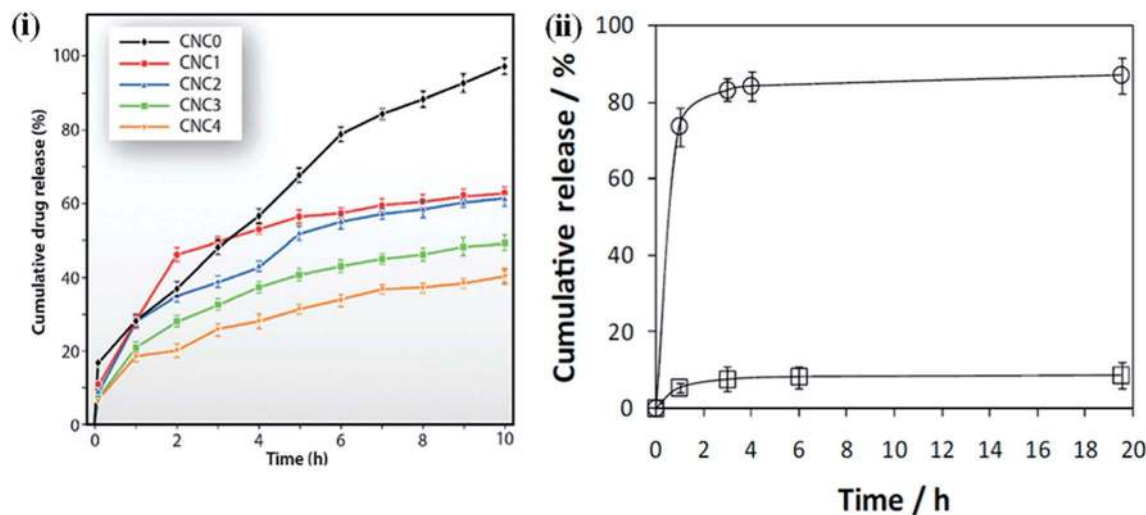 (i)
CNC0
CNC1
CNC2
CNC3
CNC4
Cumulative drug release (%)
100
80
60
40
20
0
0 2 4 6 8 10
Time (h)
(ii)
Cumulative release / %
100
80
60
40
20
0
0 2 4 6 8 10 12 14 16 18 20
Time / h